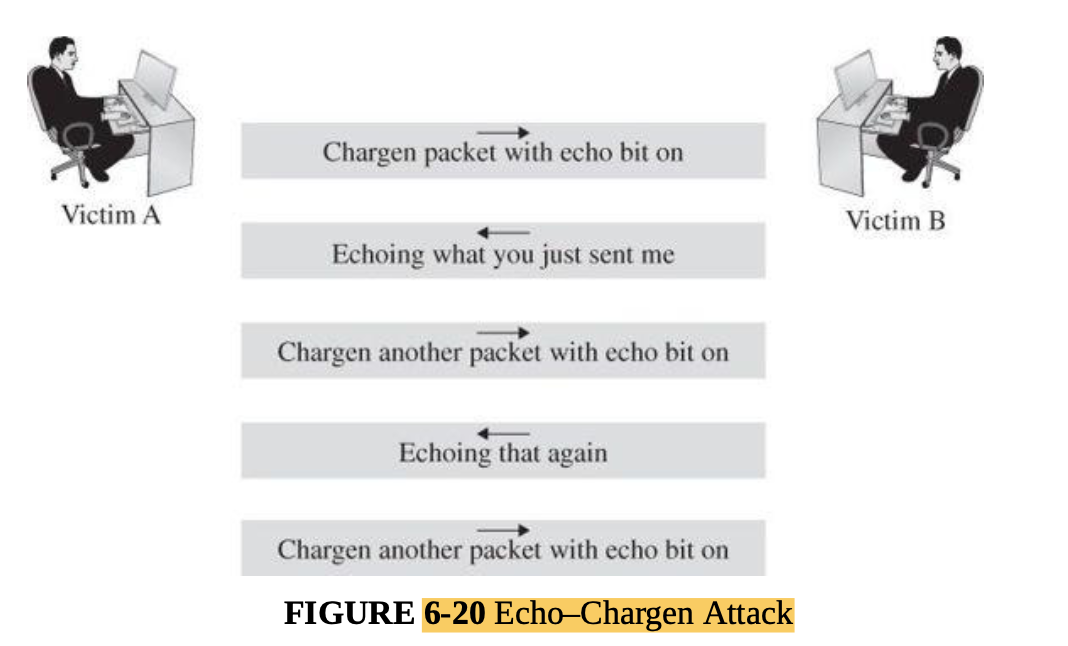 Chargen packet with echo bit on
Victim A
Victim B
Echoing what you just sent me
Chargen another packet with echo bit on
Echoing that again
Chargen another packet with echo bit on
FIGURE 6-20 Echo–Chargen Attack